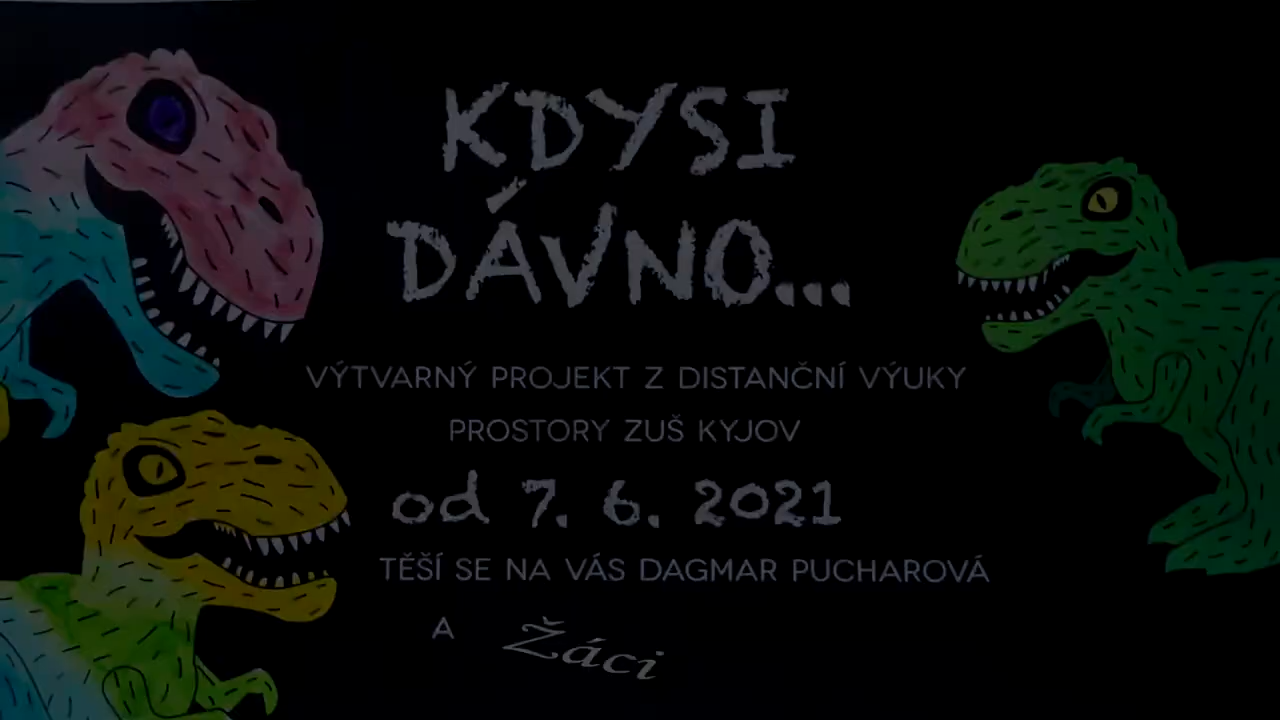 KDYSI
DÁVNO...
VÝTVARNÝ PROJEKT Z DISTANČNÍ VÝUKY
PROSTORY ZUŠ KYJOV
od 7. 6. 2021
TĚŠÍ SE NA VÁS DAGMAR PUCHAROVÁ
A Žáci